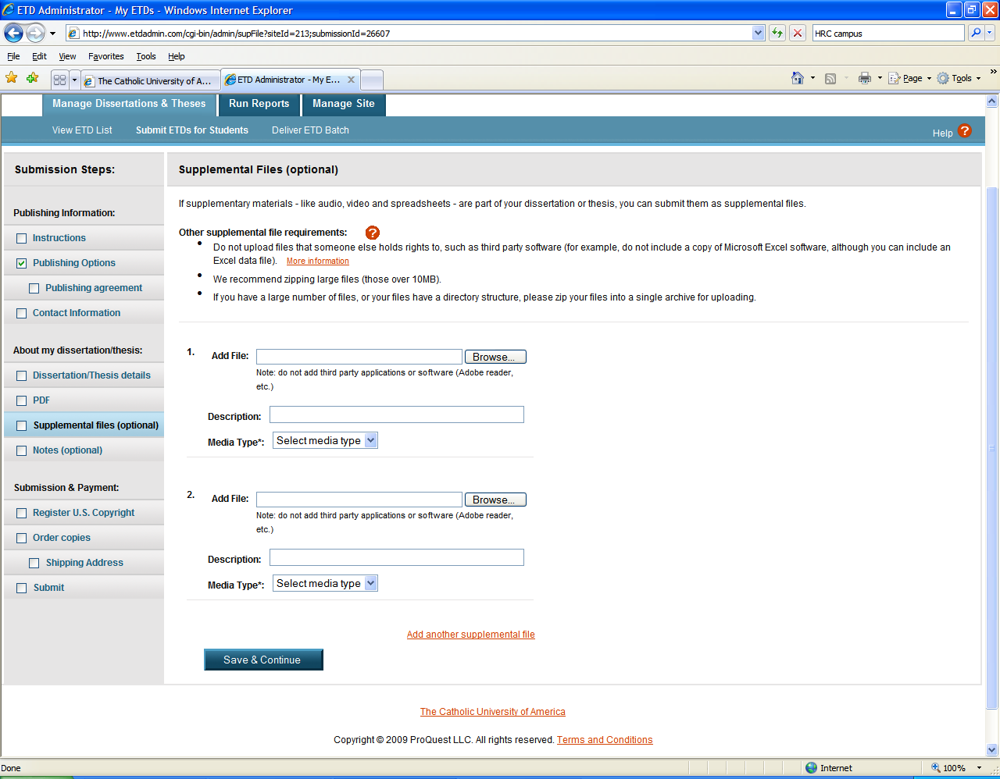 ETD Administrator - My ETDs - Windows Internet Explorer
http://www.etdadmin.com/cgi-bin/admin/supFile?siteId=213;submissionId=26607
HRC campus
File Edit View Favorites Tools Help
The Catholic University of A...
ETD Administrator - My E...
Page Tools
Manage Dissertations & Theses Run Reports Manage Site
View ETD List Submit ETDs for Students Deliver ETD Batch Help ?
Submission Steps:
Publishing Information:
Instructions
Publishing Options
Publishing agreement
Contact Information
About my dissertation/thesis:
Dissertation/Thesis details
PDF
Supplemental files (optional)
Notes (optional)
Submission & Payment:
Register U.S. Copyright
Order copies
Shipping Address
Submit
Supplemental Files (optional)
If supplementary materials - like audio, video and spreadsheets - are part of your dissertation or thesis, you can submit them as supplemental files.
Other supplemental file requirements: ?
• Do not upload files that someone else holds rights to, such as third party software (for example, do not include a copy of Microsoft Excel software, although you can include an
Excel data file). More information
• We recommend zipping large files (those over 10MB).
• If you have a large number of files, or your files have a directory structure, please zip your files into a single archive for uploading.
1. Add File: Browse...
Note: do not add third party applications or software (Adobe reader,
etc.)
Description:
Media Type*: Select media type
2. Add File: Browse...
Note: do not add third party applications or software (Adobe reader,
etc.)
Description:
Media Type*: Select media type
Add another supplemental file
Save & Continue
The Catholic University of America
Copyright © 2009 ProQuest LLC. All rights reserved. Terms and Conditions
Done Internet 100%